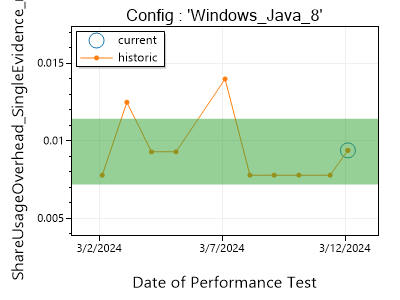 Config : 'Windows_Java_8'
current
historic
0.015
0.01
0.005
ShareUsageOverhead_SingleEvidence_
3/2/2024
3/7/2024
3/12/2024
Date of Performance Test